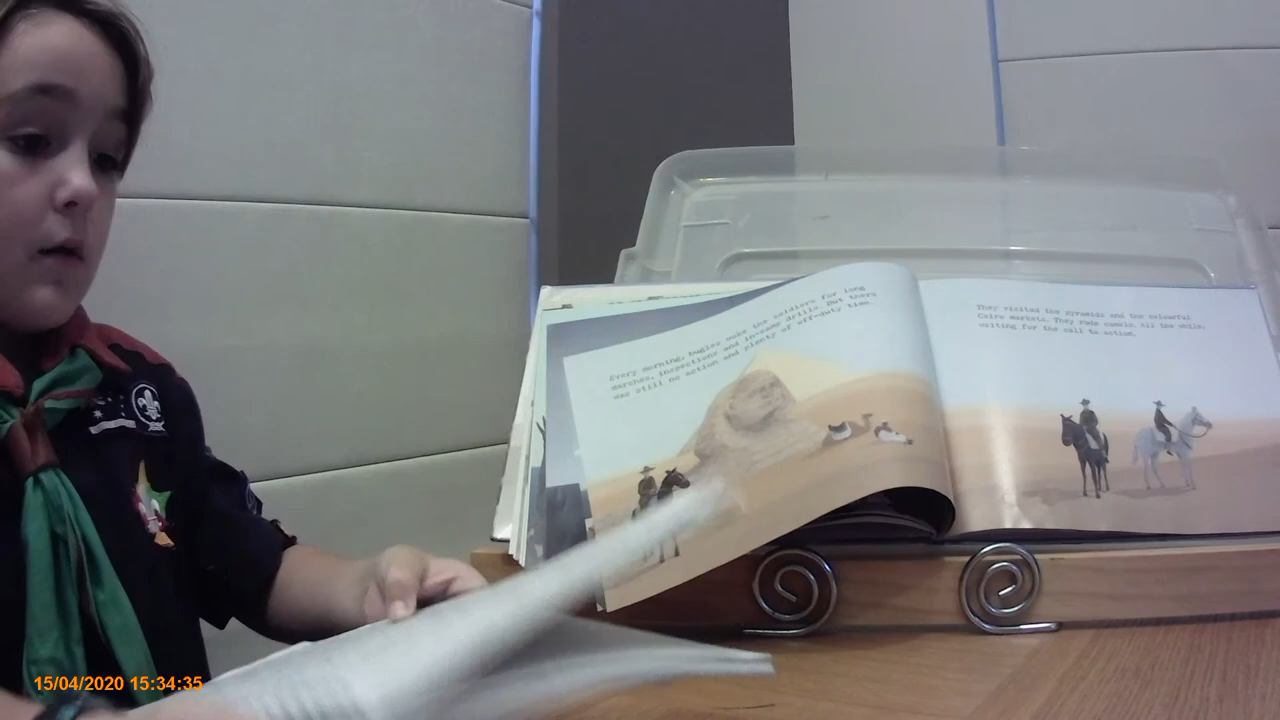 Every morning, bugles woke the soldiers for long
marches, inspections and in-camp drills. But there
was still no action and plenty of off-duty time.
They visited the pyramids and the colourful
Cairo markets. They rode camels. All the while,
waiting for the call to action.
15/04/2020 15:34:35